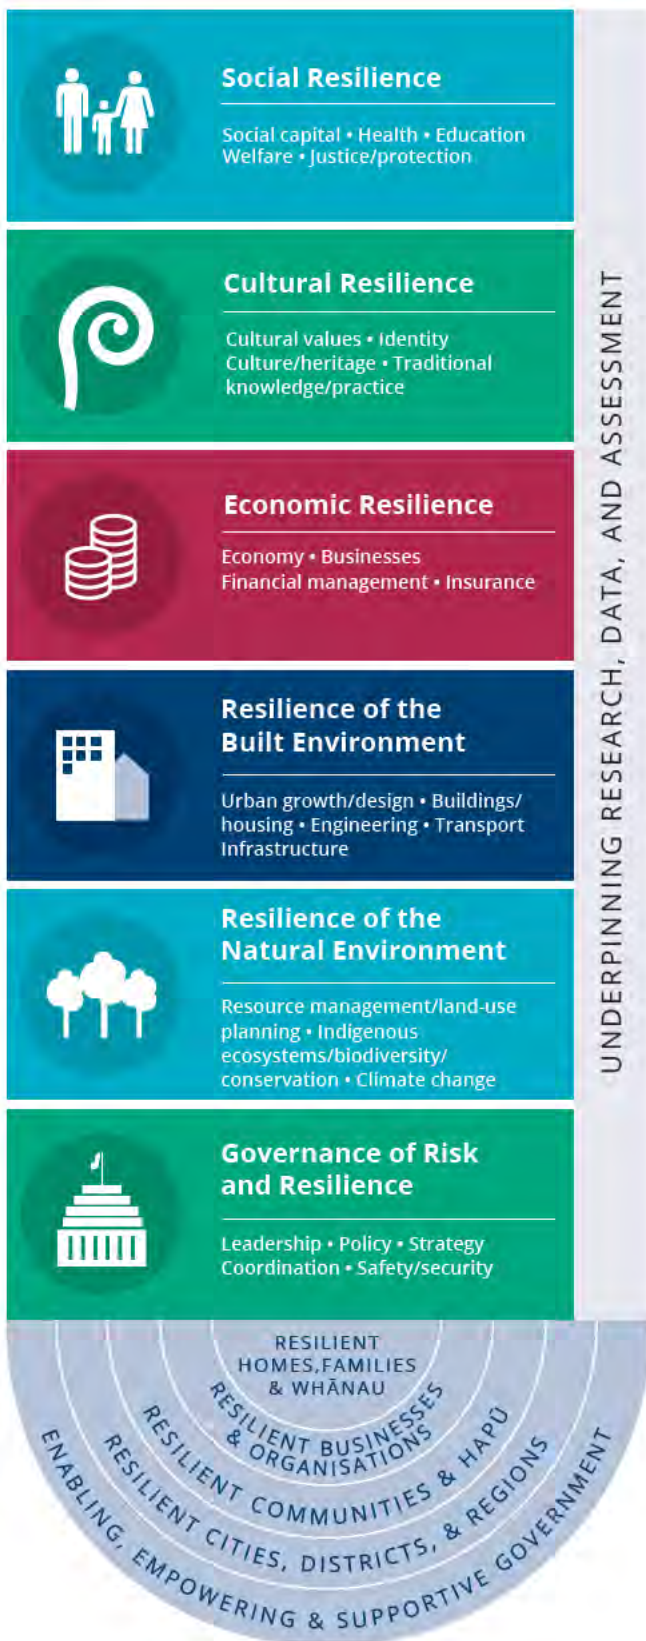 Social Resilience
Social capital • Health • Education
Welfare • Justice/protection
Cultural Resilience
Cultural values • Identity
Culture/heritage • Traditional
knowledge/practice
Economic Resilience
Economy • Businesses
Financial management • Insurance
Resilience of the
Built Environment
Urban growth/design • Buildings/
housing • Engineering • Transport
Infrastructure
Resilience of the
Natural Environment
Resource management/land-use
planning • Indigenous
ecosystems/biodiversity/
conservation • Climate change
Governance of Risk
and Resilience
Leadership • Policy • Strategy
Coordination • Safety/security
UNDERPINNING RESEARCH, DATA, AND ASSESSMENT
RESILIENT
HOMES,FAMILIES
& WHĀNAU
RESILIENT BUSINESSES
& ORGANISATIONS
RESILIENT COMMUNITIES & HAPŪ
RESILIENT CITIES, DISTRICTS, & REGIONS
ENABLING, EMPOWERING & SUPPORTIVE GOVERNMENT